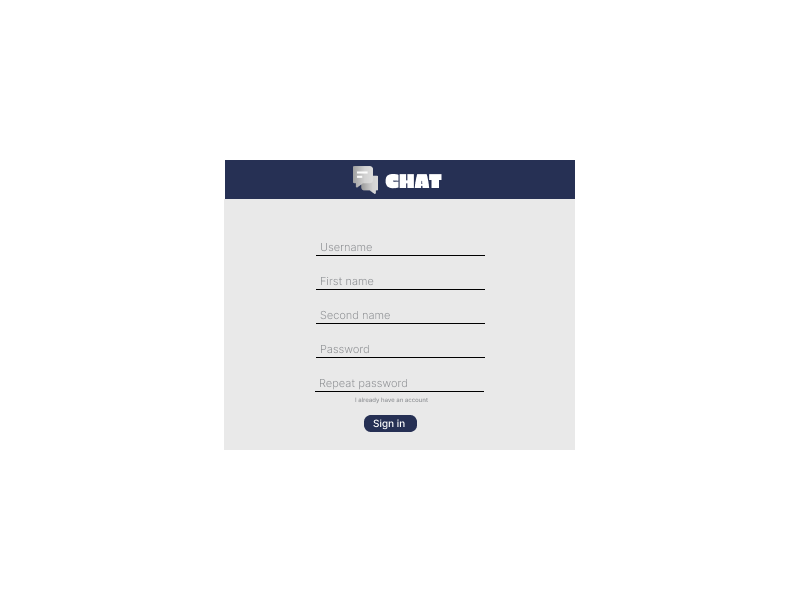 CHAT
Username
First name
Second name
Password
Repeat password
I already have an account
Sign in